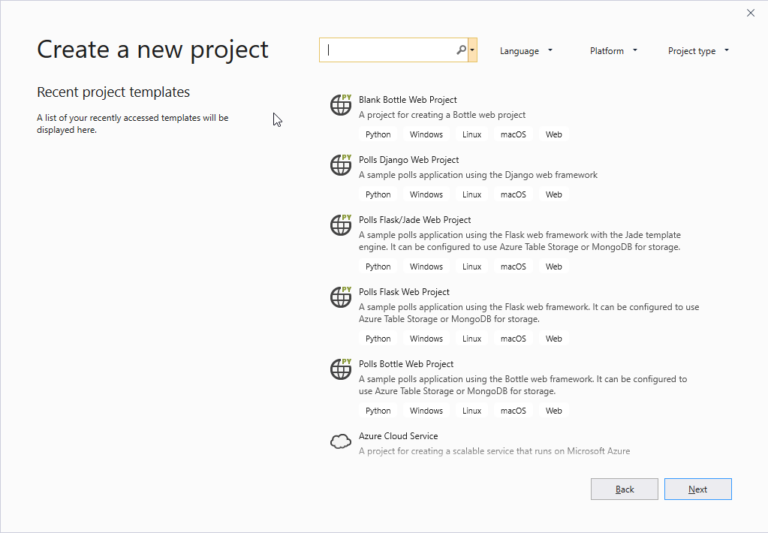 Create a new project
Language
Platform
Project type
Recent project templates
A list of your recently accessed templates will be
displayed here.
PY
Blank Bottle Web Project
A project for creating a Bottle web project
Python Windows Linux macOS Web
PY
Polls Django Web Project
A sample polls application using the Django web framework
Python Windows Linux macOS Web
PY
Polls Flask/Jade Web Project
A sample polls application using the Flask web framework with the Jade template
engine. It can be configured to use Azure Table Storage or MongoDB for storage.
Python Windows Linux macOS Web
PY
Polls Flask Web Project
A sample polls application using the Flask web framework. It can be configured to use
Azure Table Storage or MongoDB for storage.
Python Windows Linux macOS Web
PY
Polls Bottle Web Project
A sample polls application using the Bottle web framework. It can be configured to
use Azure Table Storage or MongoDB for storage.
Python Windows Linux macOS Web
Azure Cloud Service
A project for creating a scalable service that runs on Microsoft Azure
Back
Next